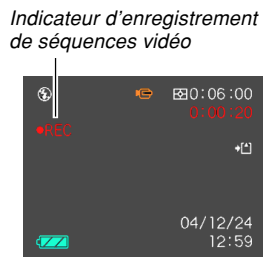 Indicateur d'enregistrement
de séquences vidéo
0:06:00
0:00:20
●REC
04/12/24
12:59